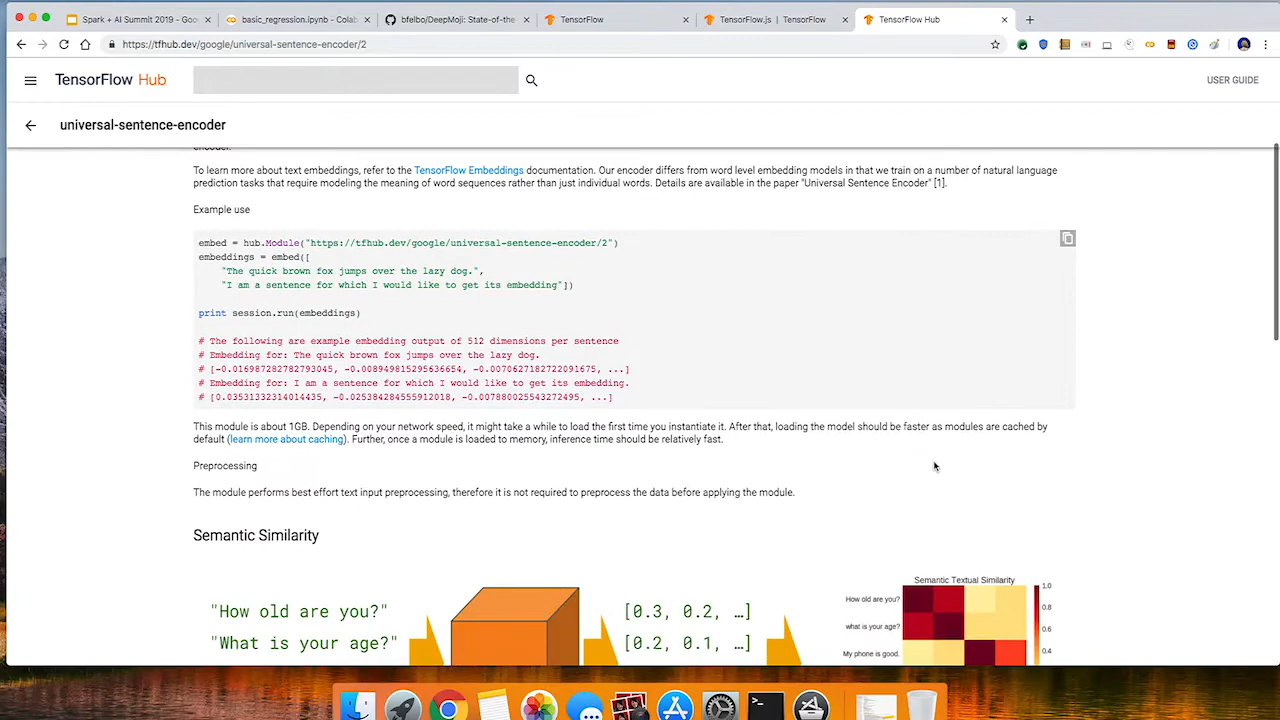 Spark + AI Summit 2019 - Goo
basic_regression.ipynb - Colab
bfelbo/DeepMoji: State-of-the
TensorFlow
TensorFlow.js | TensorFlow
TensorFlow Hub
https://tfhub.dev/google/universal-sentence-encoder/2
TensorFlow Hub
USER GUIDE
universal-sentence-encoder
encoder.
To learn more about text embeddings, refer to the TensorFlow Embeddings documentation. Our encoder differs from word level embedding models in that we train on a number of natural language
prediction tasks that require modeling the meaning of word sequences rather than just individual words. Details are available in the paper "Universal Sentence Encoder" [1].
Example use
embed = hub.Module("https://tfhub.dev/google/universal-sentence-encoder/2")
embeddings = embed([
"The quick brown fox jumps over the lazy dog.",
"I am a sentence for which I would like to get its embedding"])
print session.run(embeddings)
# The following are example embedding output of 512 dimensions per sentence
# Embedding for: The quick brown fox jumps over the lazy dog.
# [-0.016987282782793045, -0.008949815295636654, -0.0070627182722091675, ...]
# Embedding for: I am a sentence for which I would like to get its embedding.
# [0.03531332314014435, -0.025384284555912018, -0.007880025543272495, ...]
This module is about 1GB. Depending on your network speed, it might take a while to load the first time you instantiate it. After that, loading the model should be faster as modules are cached by
default (learn more about caching). Further, once a module is loaded to memory, inference time should be relatively fast.
Preprocessing
The module performs best effort text input preprocessing, therefore it is not required to preprocess the data before applying the module.
Semantic Similarity
Semantic Textual Similarity
"How old are you?"
[0.3, 0.2, …]
How old are you?
1.0
0.8
"What is your age?"
[0.2, 0.1, …]
what is your age?
0.6
My phone is good.
0.4